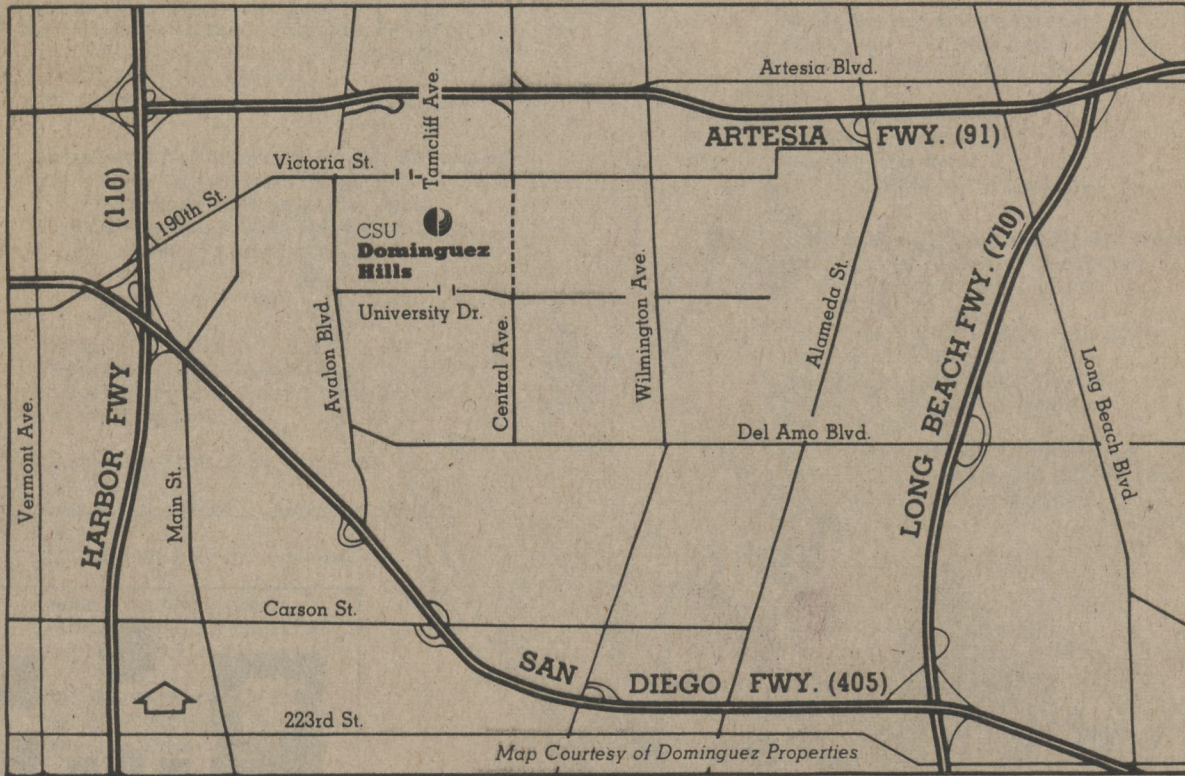 Artesia Blvd.
Tamcliff Ave.
ARTESIA FWY. (91)
Victoria St.
(110)
190th St.
CSU
Dominguez
Hills
LONG BEACH FWY. (710)
University Dr.
Avalon Blvd.
Central Ave.
Wilmington Ave.
Alameda St.
Long Beach Blvd.
Vermont Ave.
HARBOR FWY
Main St.
Del Amo Blvd.
Carson St.
SAN DIEGO FWY. (405)
223rd St.
Map Courtesy of Dominguez Properties